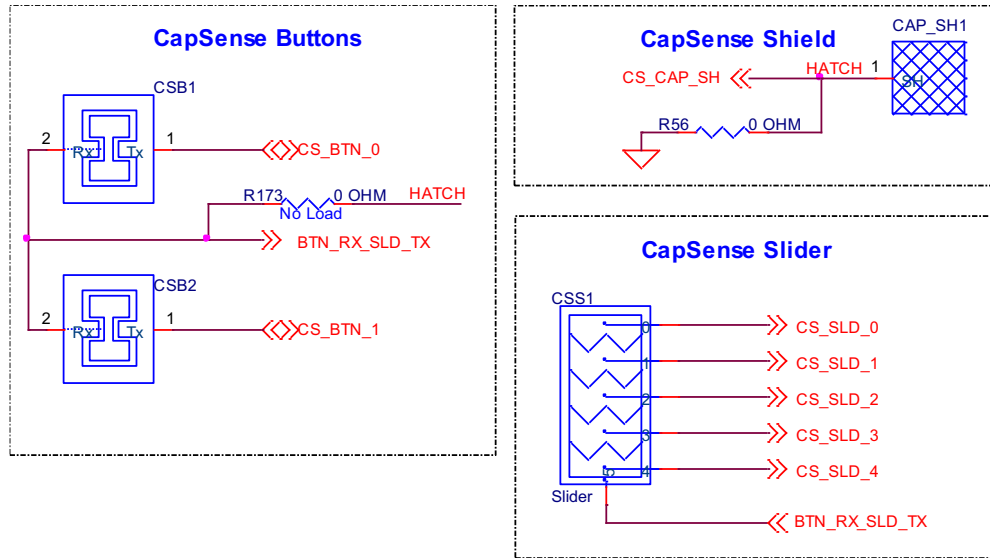 CapSense Buttons
CSB1
2 Rx Tx 1 CS_BTN_0
R173 0 OHM HATCH
No Load
BTN_RX_SLD_TX
CSB2
2 Rx Tx 1 CS_BTN_1
CapSense Shield
CAP_SH1
CS_CAP_SH HATCH 1 SH
R56 0 OHM
CapSense Slider
CSS1
0 CS_SLD_0
1 CS_SLD_1
2 CS_SLD_2
3 CS_SLD_3
4 CS_SLD_4
5
Slider
BTN_RX_SLD_TX